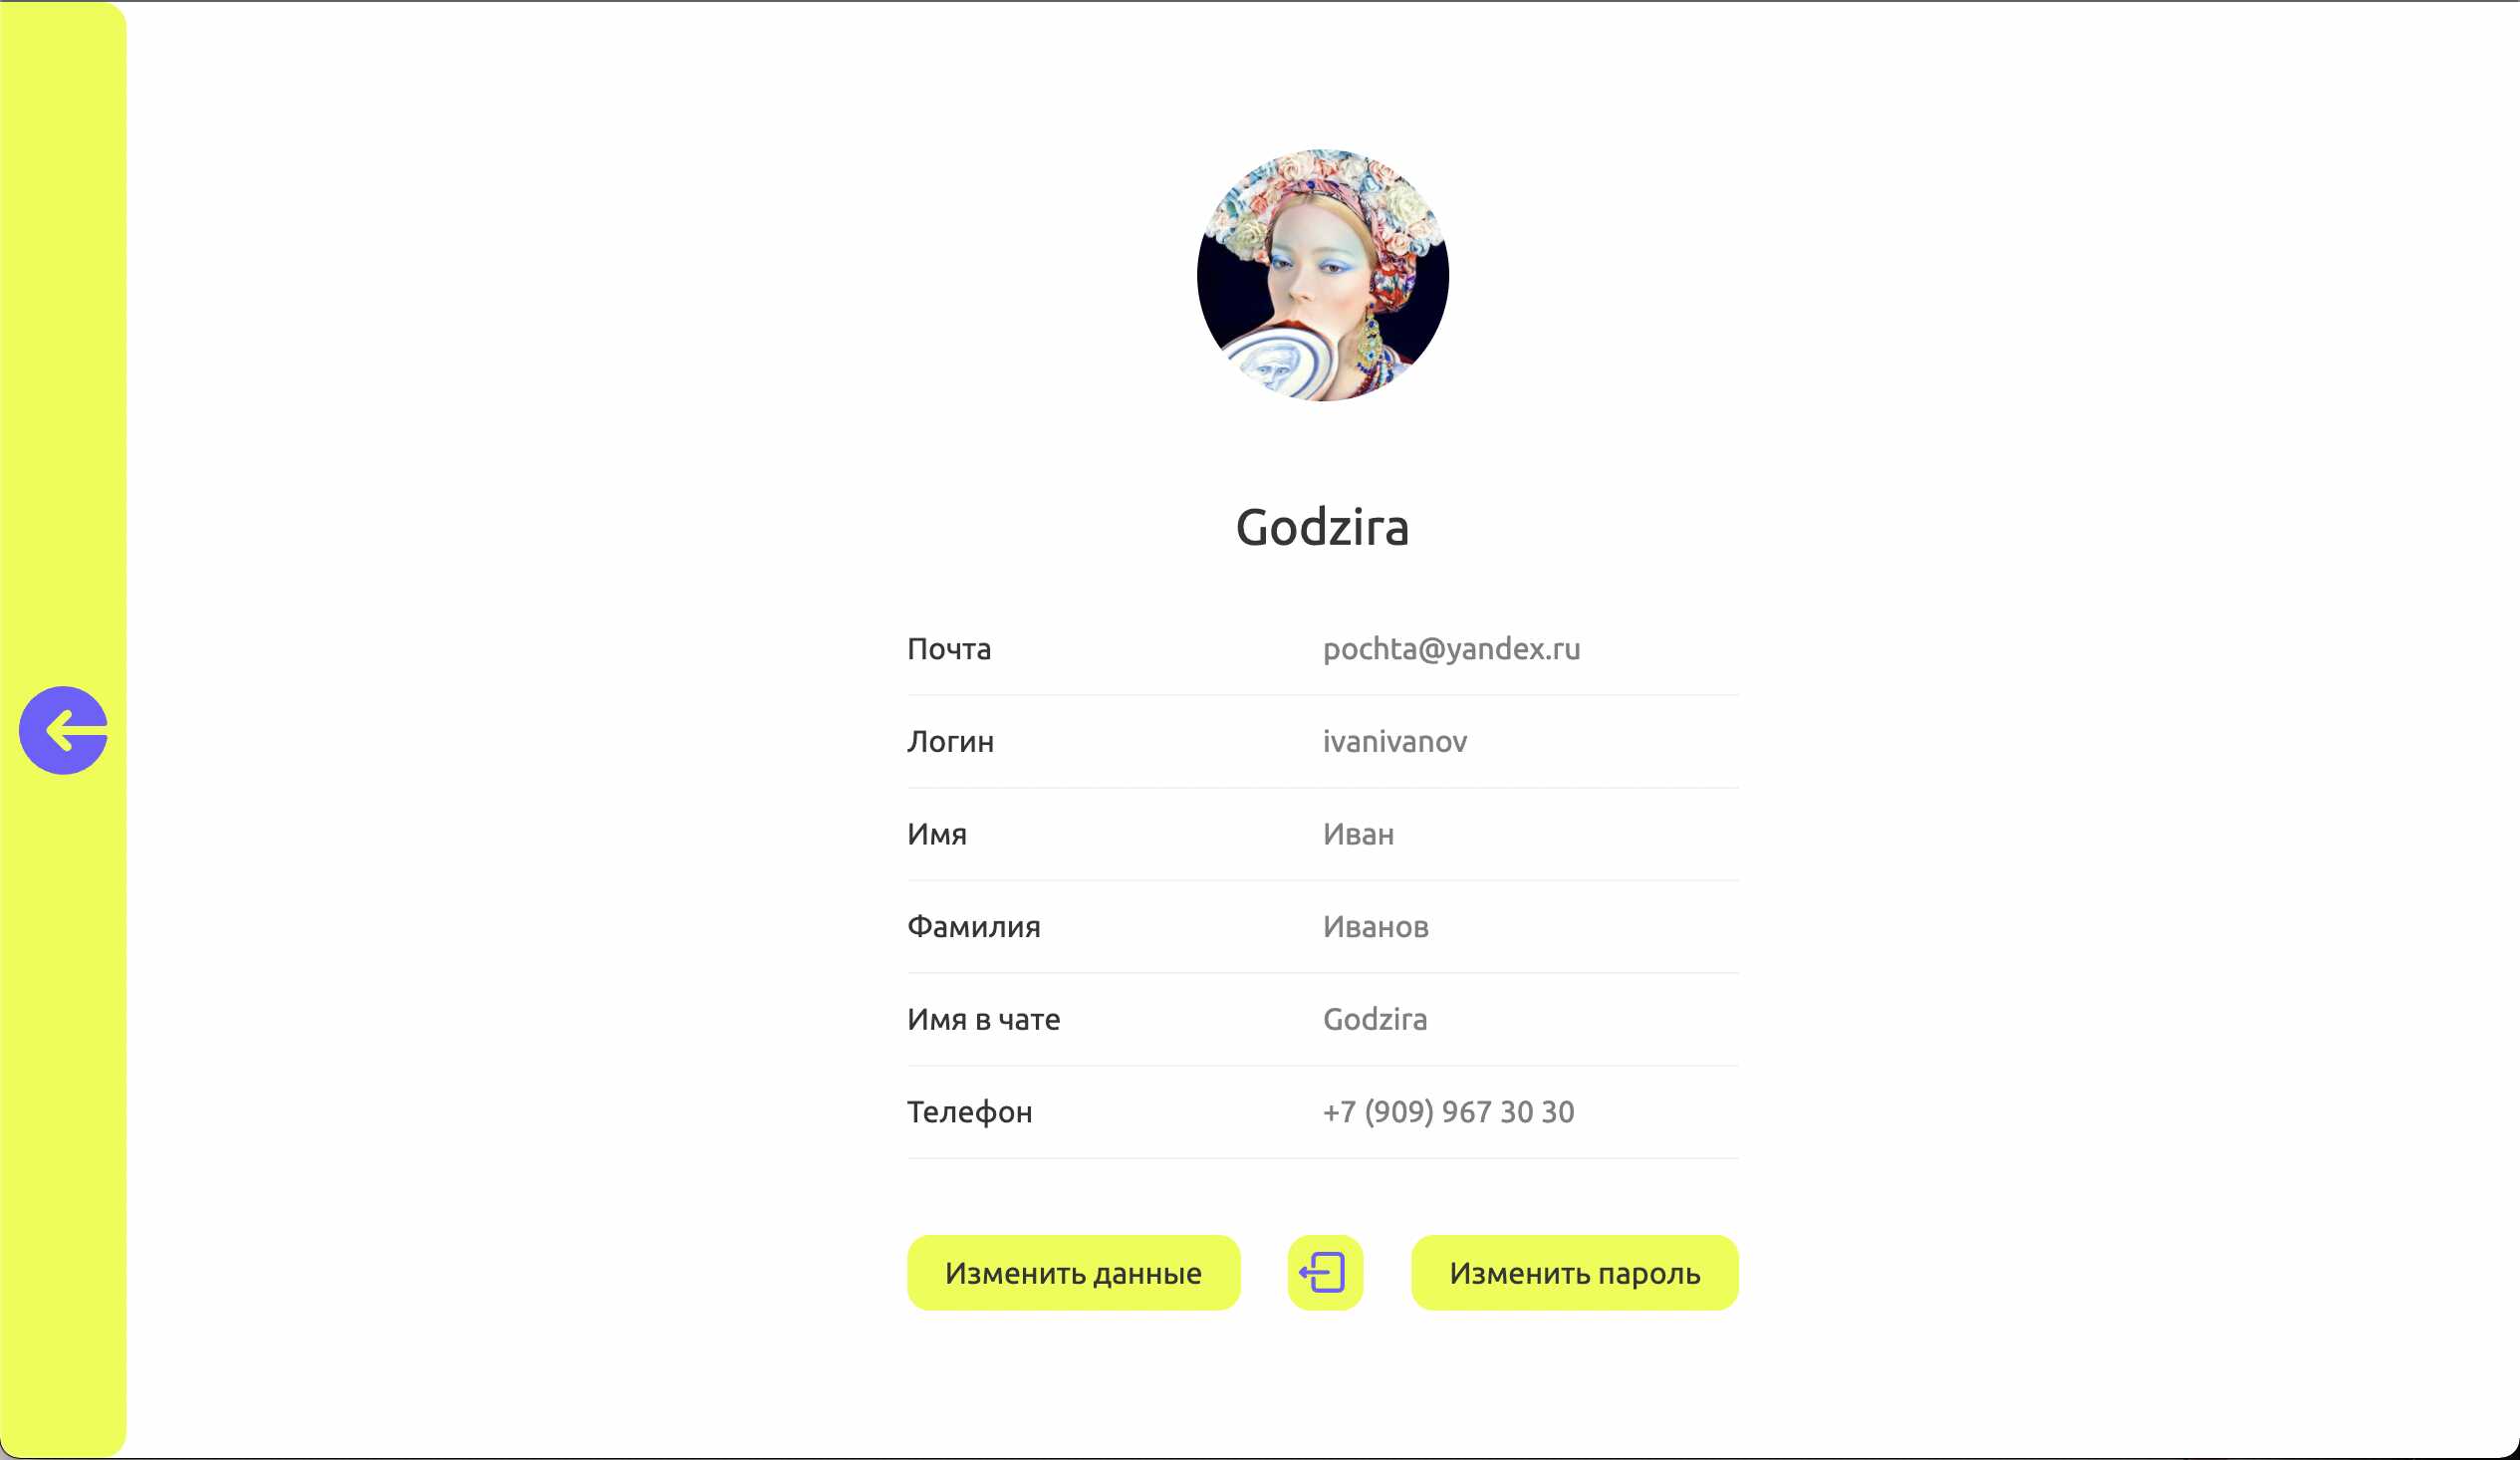 Godzira
Почта pochta@yandex.ru
Логин ivanivanov
Имя Иван
Фамилия Иванов
Имя в чате Godzira
Телефон +7 (909) 967 30 30
Изменить данные Изменить пароль